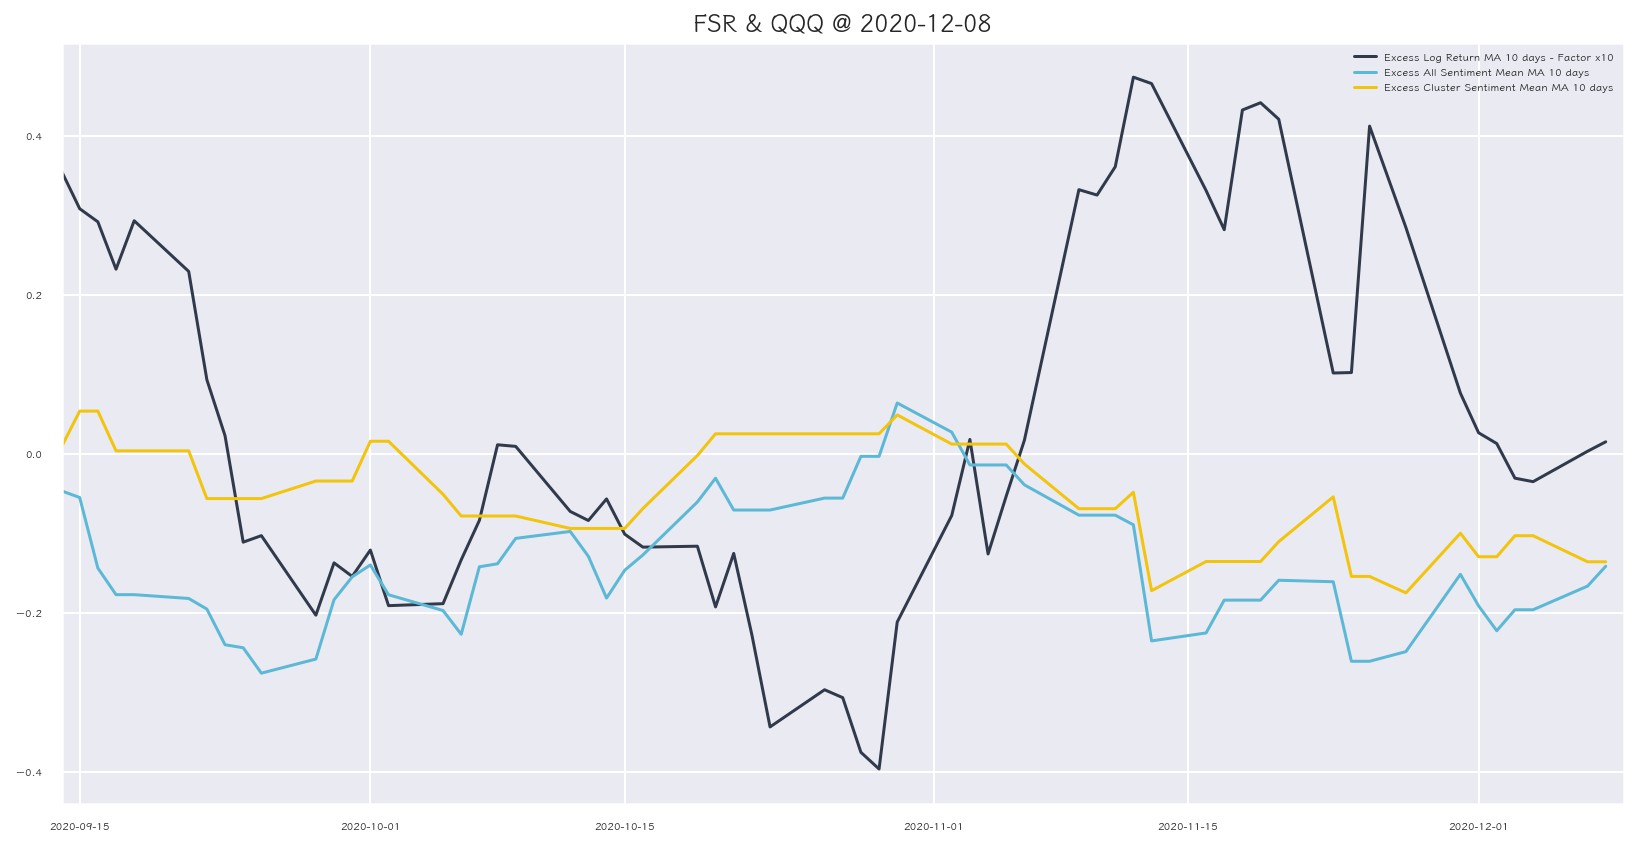 FSR & QQQ @ 2020-12-08
Excess Log Return MA 10 days - Factor x10
Excess All Sentiment Mean MA 10 days
Excess Cluster Sentiment Mean MA 10 days
0.4
0.2
0.0
−0.2
−0.4
2020-09-15 2020-10-01 2020-10-15 2020-11-01 2020-11-15 2020-12-01